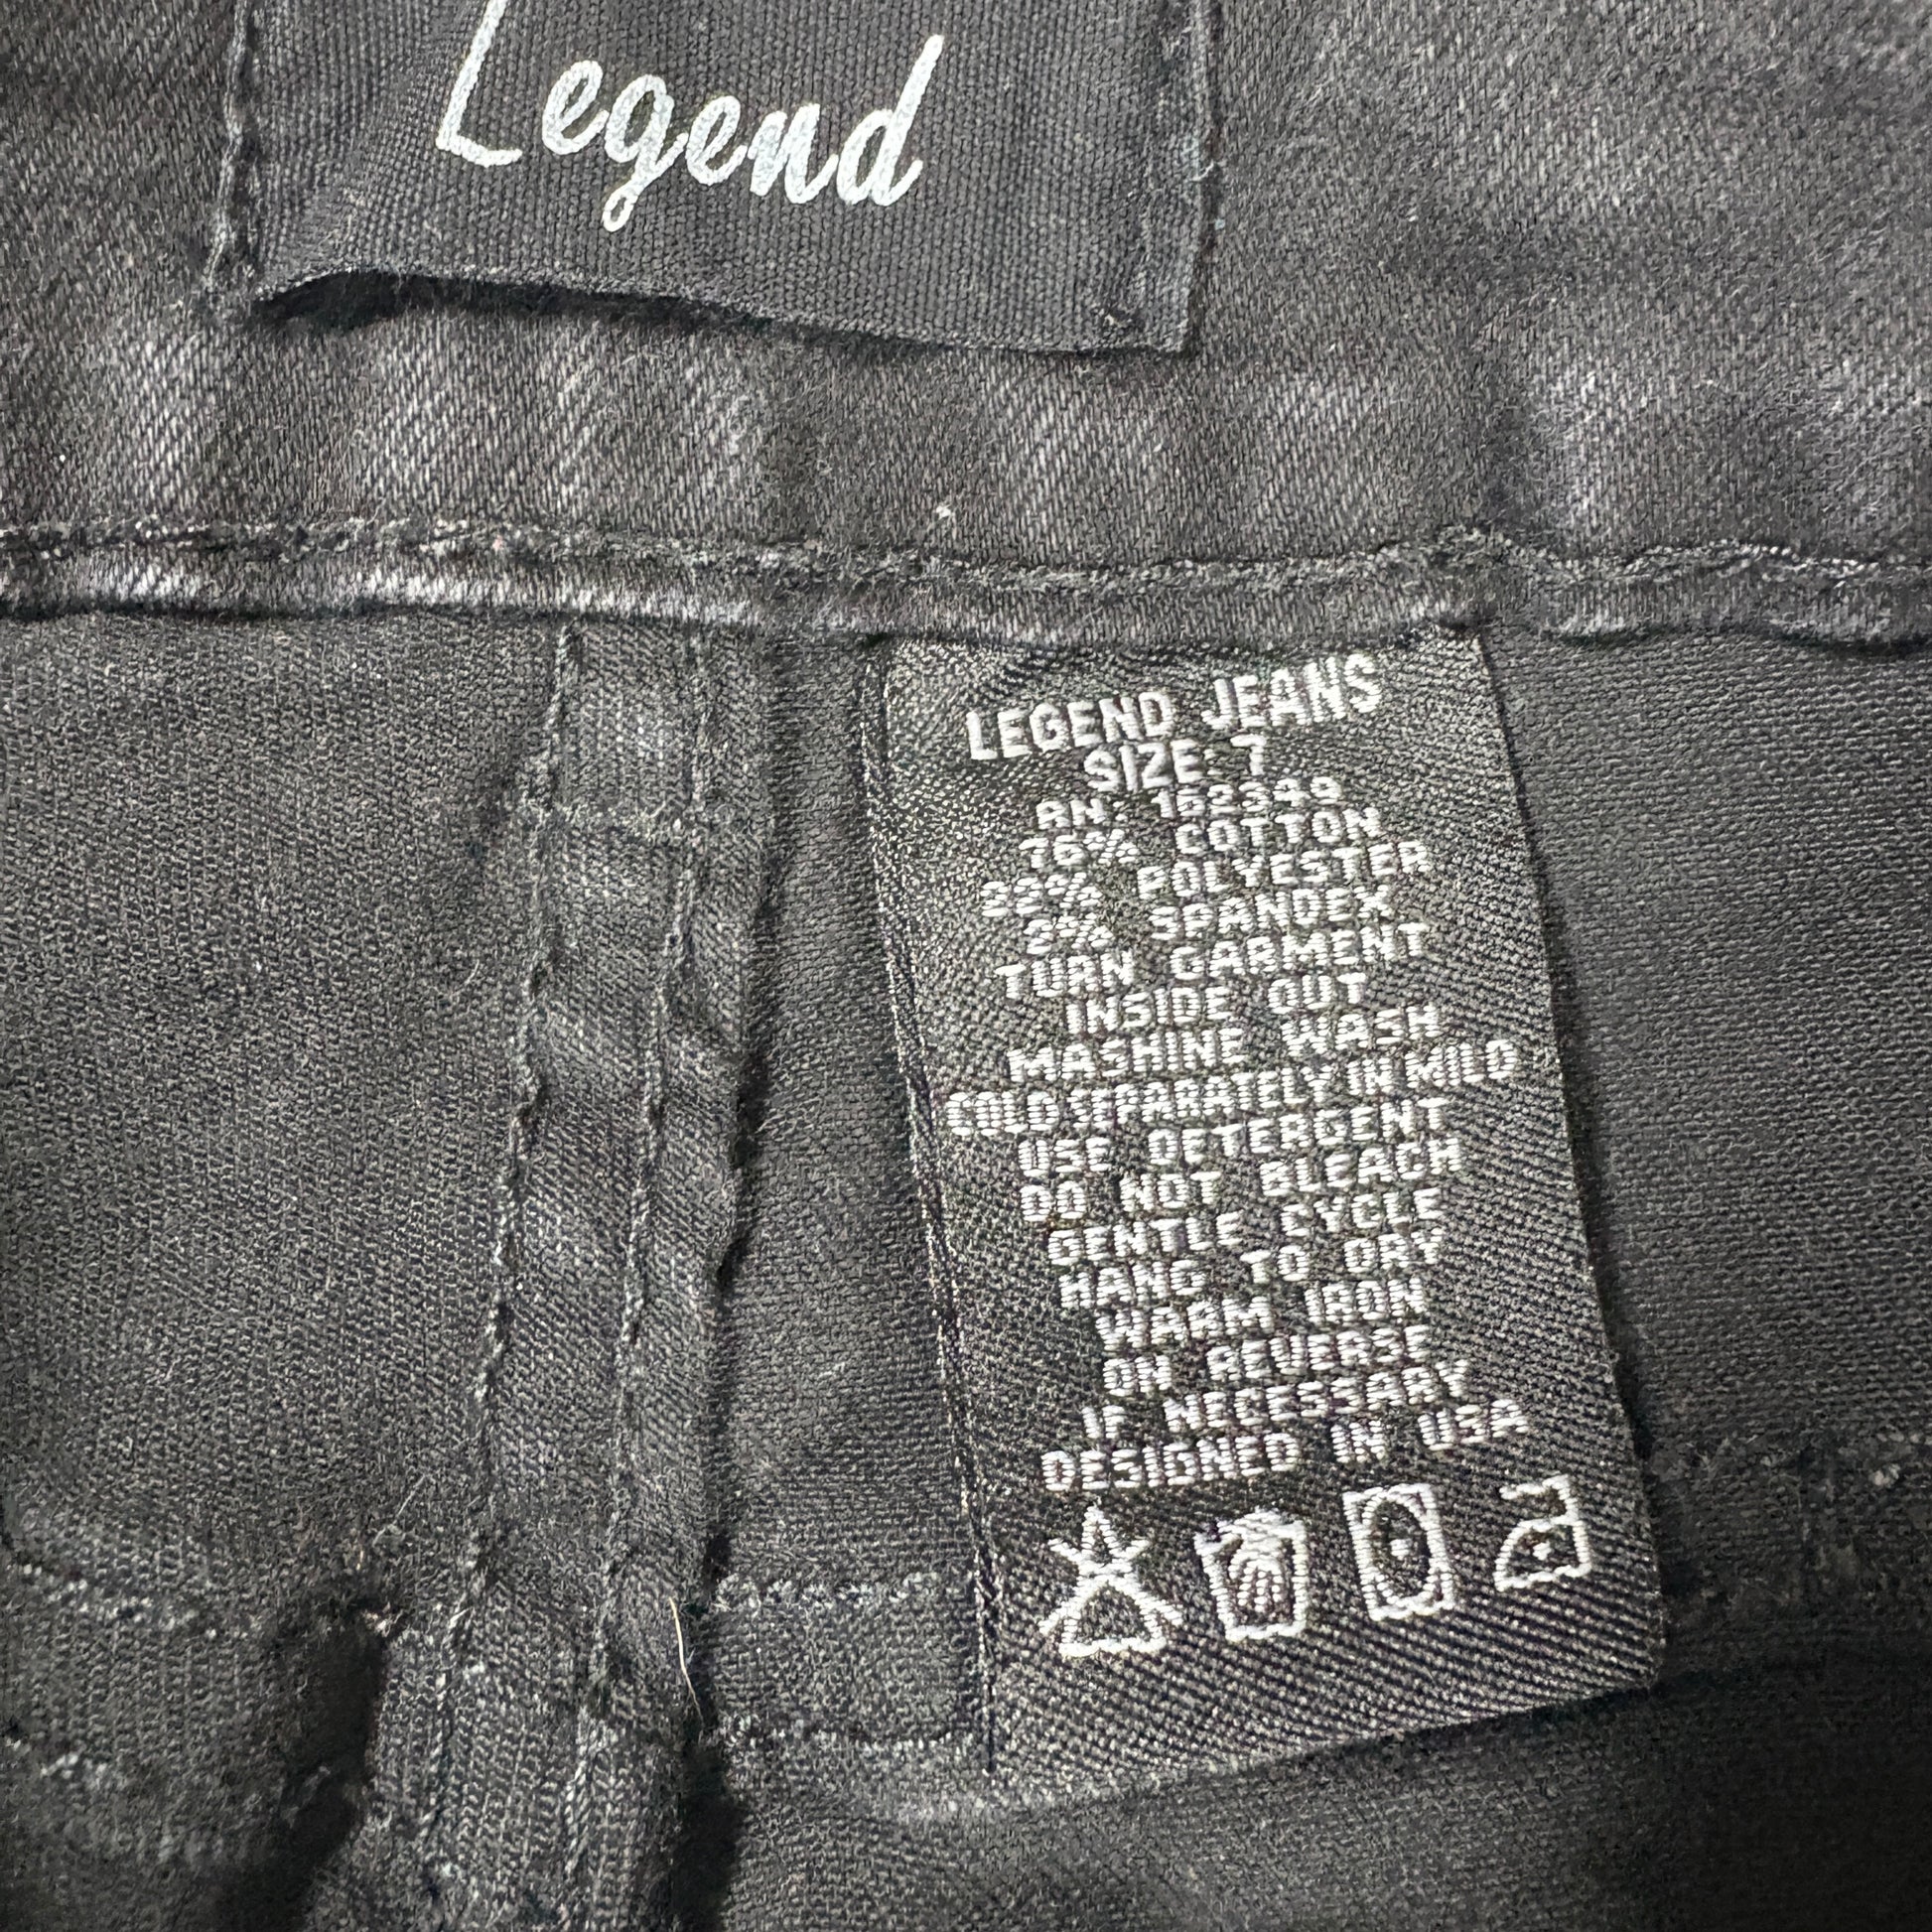 Legend
LEGEND JEANS
SIZE: 7
RN: 152349
76% COTTON
22% POLYESTER
2% SPANDEX
TURN GARMENT
INSIDE OUT
MASHINE WASH
COLD SEPARATELY IN MILD
USE DETERGENT
DO NOT BLEACH
GENTLE CYCLE
HANG TO DRY
WARM IRON
ON REVERSE
IF NECESSARY
DESIGNED IN USA